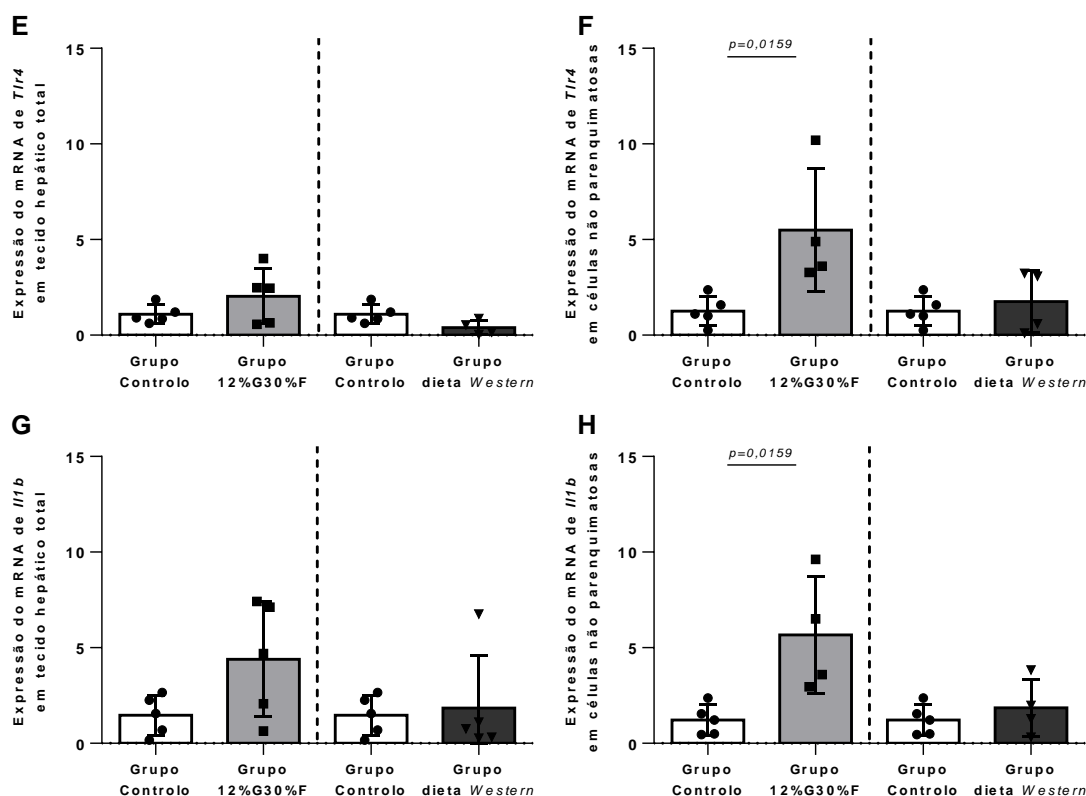 E
Expressão do mRNA de Tlr4
em tecido hepático total
15
10
5
0
Grupo
Controlo
Grupo
12%G30%F
Grupo
Controlo
Grupo
dieta Western
F
Expressão do mRNA de Tlr4
em células não parenquimatosas
15
10
5
0
p=0,0159
Grupo
Controlo
Grupo
12%G30%F
Grupo
Controlo
Grupo
dieta Western
G
Expressão do mRNA de Il1b
em tecido hepático total
15
10
5
0
Grupo
Controlo
Grupo
12%G30%F
Grupo
Controlo
Grupo
dieta Western
H
Expressão do mRNA de Il1b
em células não parenquimatosas
15
10
5
0
p=0,0159
Grupo
Controlo
Grupo
12%G30%F
Grupo
Controlo
Grupo
dieta Western